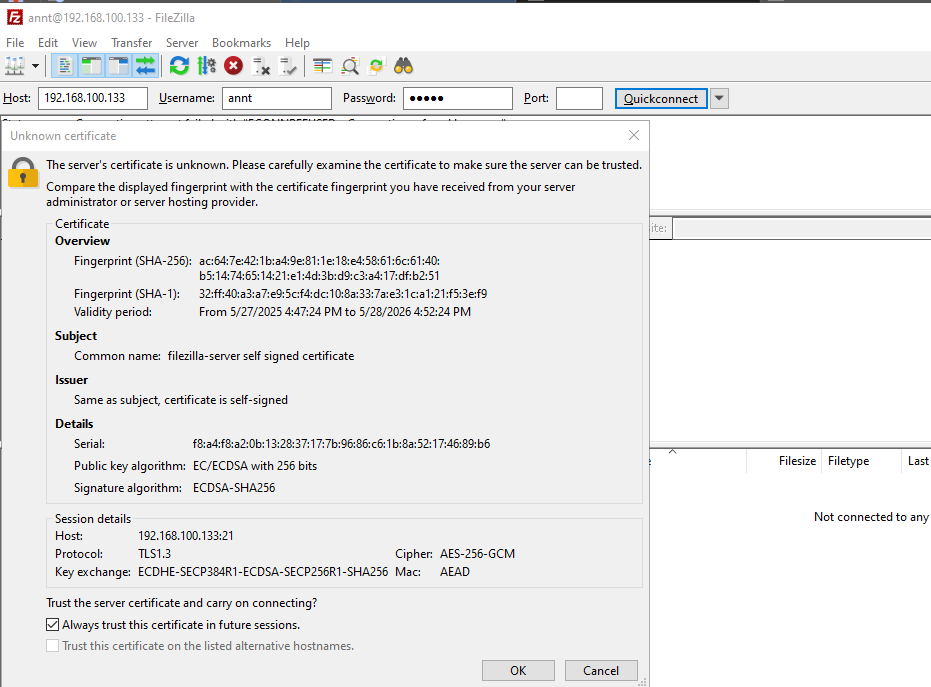 annt@192.168.100.133 - FileZilla
File Edit View Transfer Server Bookmarks Help
Host: 192.168.100.133 Username: annt Password: ••••• Port: Quickconnect
Unknown certificate
The server's certificate is unknown. Please carefully examine the certificate to make sure the server can be trusted.
Compare the displayed fingerprint with the certificate fingerprint you have received from your server
administrator or server hosting provider.
ite:
Certificate
Overview
Fingerprint (SHA-256): ac:64:7e:42:1b:a4:9e:81:1e:18:e4:58:61:6c:61:40:
b5:14:74:65:14:21:e1:4d:3b:d9:c3:a4:17:df:b2:51
Fingerprint (SHA-1): 32:ff:40:a3:a7:e9:5c:f4:dc:10:8a:33:7a:e3:1c:a1:21:f5:3e:f9
Validity period: From 5/27/2025 4:47:24 PM to 5/28/2026 4:52:24 PM
Subject
Common name: filezilla-server self signed certificate
Issuer
Same as subject, certificate is self-signed
Details
Serial: f8:a4:f8:a2:0b:13:28:37:17:7b:96:86:c6:1b:8a:52:17:46:89:b6
Public key algorithm: EC/ECDSA with 256 bits
Signature algorithm: ECDSA-SHA256
Filesize Filetype Last
Not connected to any
Session details
Host: 192.168.100.133:21
Protocol: TLS1.3 Cipher: AES-256-GCM
Key exchange: ECDHE-SECP384R1-ECDSA-SECP256R1-SHA256 Mac: AEAD
Trust the server certificate and carry on connecting?
Always trust this certificate in future sessions.
Trust this certificate on the listed alternative hostnames.
OK Cancel